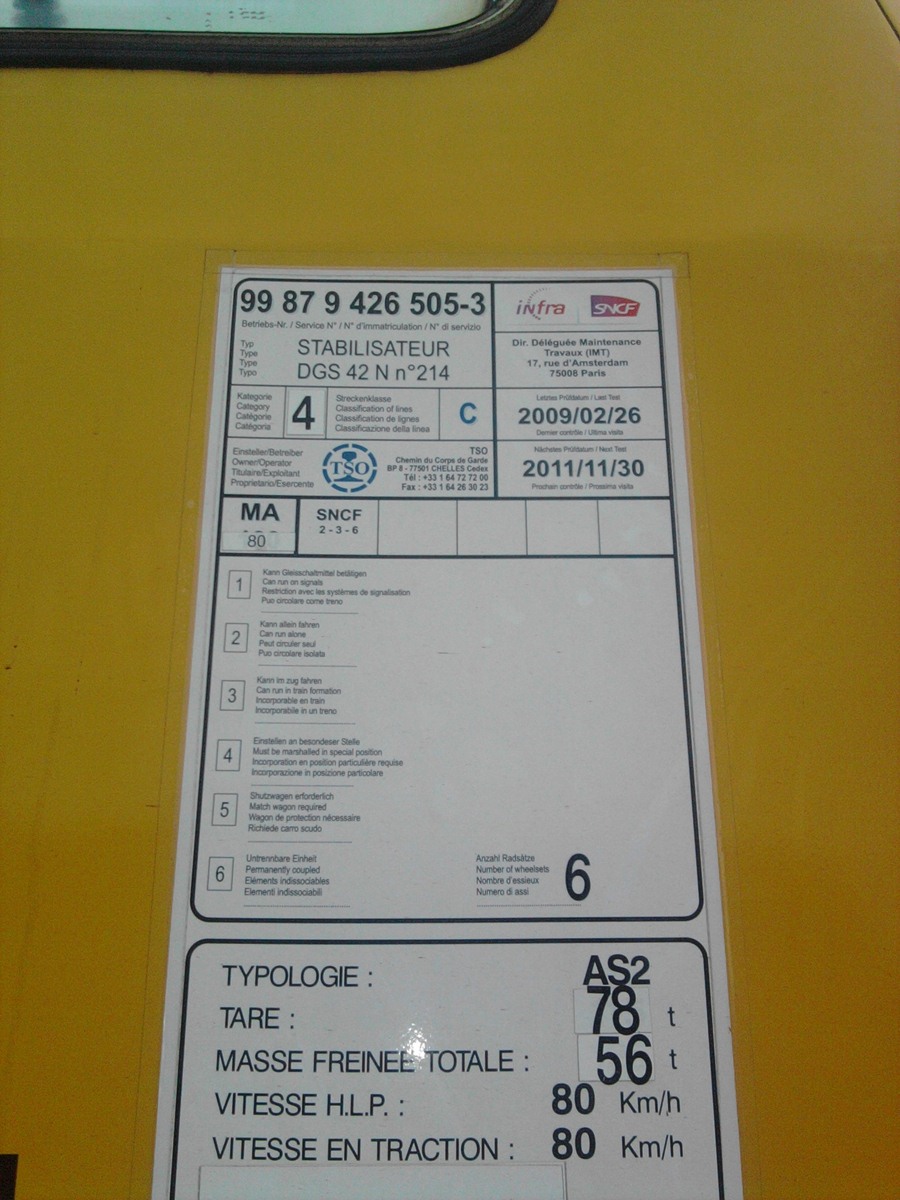 99 87 9 426 505-3
Betriebs-Nr. / Service N° / N° d'immatriculation / N° di servizio
infra
SNCF
Typ
Type
Type
Typo
STABILISATEUR
DGS 42 N n°214
Dir. Déléguée Maintenance
Travaux (IMT)
17, rue d'Amsterdam
75008 Paris
Kategorie
Category
Catégorie
Catégoria
4
Streckenklasse
Classification of lines
Classification de lignes
Classificazione della linea
C
Letztes Prüfdatum / Last Test
2009/02/26
Dernier contrôle / Ultima visita
Einsteller/Betreiber
Owner/Operator
Titulaire/Exploitant
Proprietario/Esercente
TSO
TSO
Chemin du Corps de Garde
BP 8 - 77501 CHELLES Cedex
Tél : +33 1 64 72 72 00
Fax : +33 1 64 26 30 23
Nächstes Prüfdatum / Next Test
2011/11/30
Prochain contrôle / Prossima visita
MA
80
SNCF
2 - 3 - 6
1
Kann Gleisschaltmittel betätigen
Can run on signals
Restriction avec les systèmes de signalisation
Puo circolare come treno
2
Kann allein fahren
Can run alone
Peut circuler seul
Puo circolare isolata
3
Kann im zug fahren
Can run in train formation
Incorporable en train
Incorporabile in un treno
4
Einstellen an besondeser Stelle
Must be marshalled in special position
Incorporation en position particulière requise
Incorporazione in posizione particolare
5
Shutzwagen erforderlich
Match wagon required
Wagon de protection nécessaire
Richiede carro scudo
6
Untrennbare Einheit
Permanently coupled
Eléments indissociables
Elementi indissociabili
Anzahl Radsätze
Number of wheelsets
Nombre d'essieux
Numero di assi
6
TYPOLOGIE : AS2
TARE : 78 t
MASSE FREINEE TOTALE : 56 t
VITESSE H.L.P. : 80 Km/h
VITESSE EN TRACTION : 80 Km/h